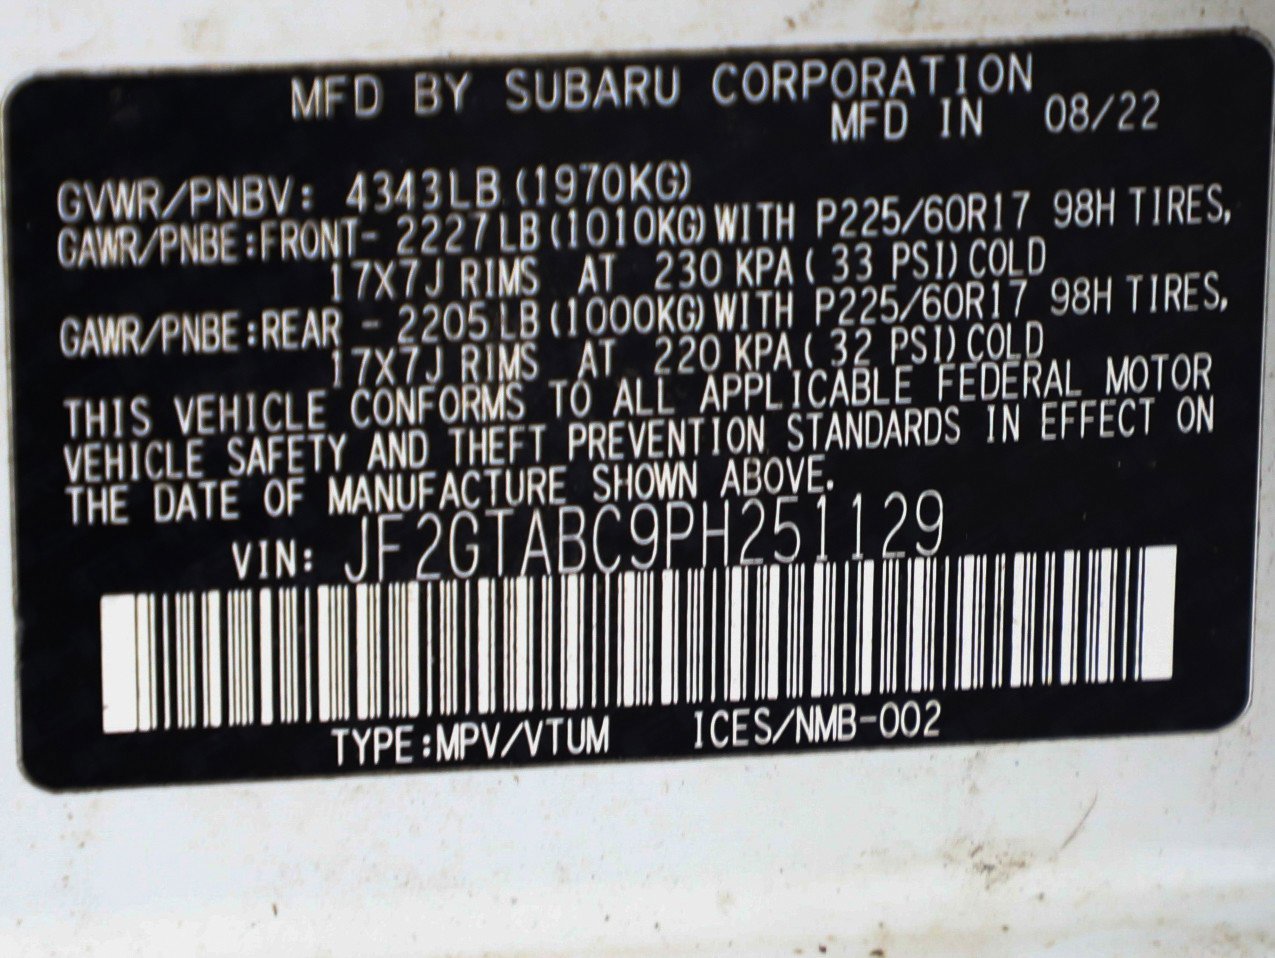 MFD BY SUBARU CORPORATION
MFD IN 08/22
GVWR/PNBV: 4343LB (1970KG)
GAWR/PNBE:FRONT- 2227LB (1010KG) WITH P225/60R17 98H TIRES,
17X7J RIMS AT 230 KPA ( 33 PSI) COLD
GAWR/PNBE:REAR - 2205LB (1000KG) WITH P225/60R17 98H TIRES,
17X7J RIMS AT 220 KPA ( 32 PSI) COLD
THIS VEHICLE CONFORMS TO ALL APPLICABLE FEDERAL MOTOR
VEHICLE SAFETY AND THEFT PREVENTION STANDARDS IN EFFECT ON
THE DATE OF MANUFACTURE SHOWN ABOVE.
VIN: JF2GTABC9PH251129
TYPE:MPV/VTUM ICES/NMB-002